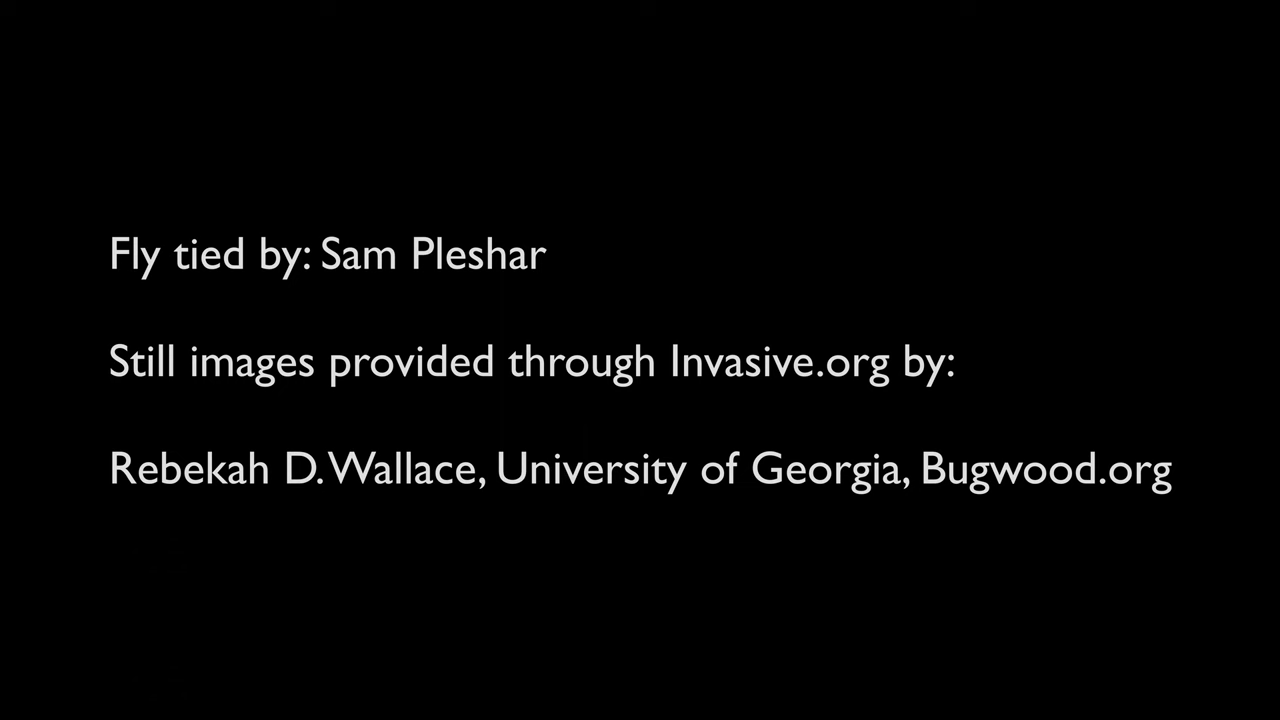 Fly tied by: Sam Pleshar
Still images provided through Invasive.org by:
Rebekah D. Wallace, University of Georgia, Bugwood.org